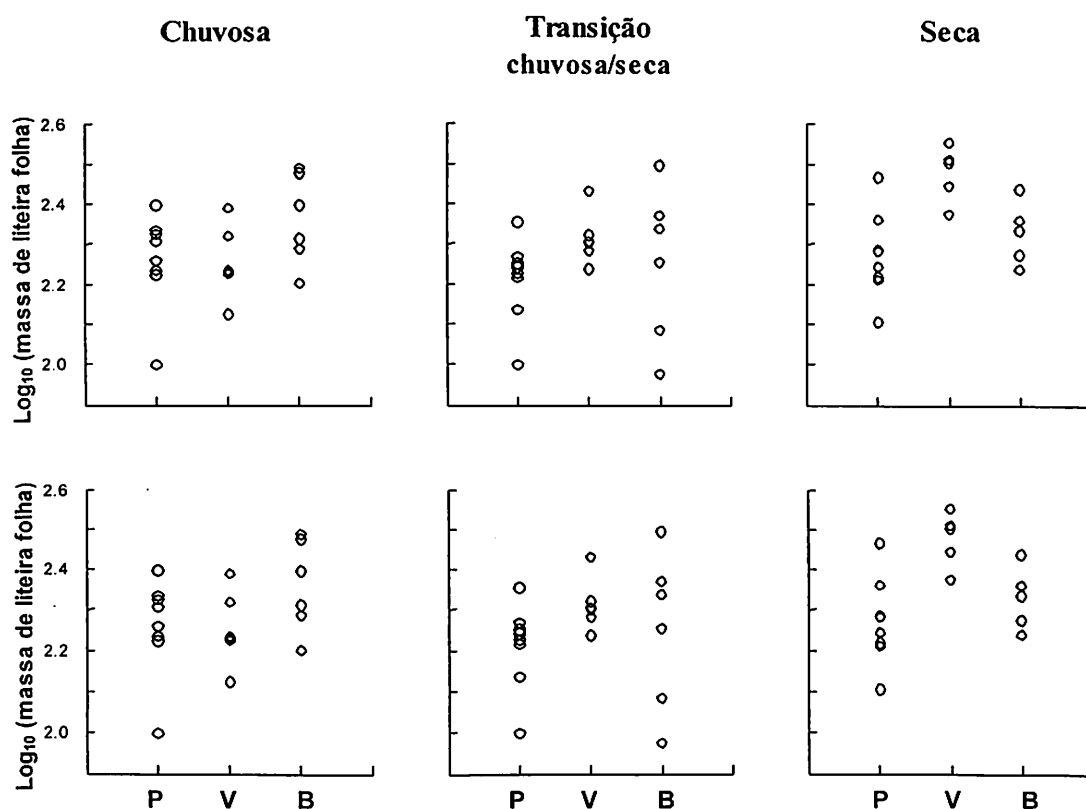 Chuvosa
Transição
chuvosa/seca
Seca
Log₁₀ (massa de liteira folha)
2.6
2.4
2.2
2.0
Log₁₀ (massa de liteira folha)
2.6
2.4
2.2
2.0
P V B
P V B
P V B